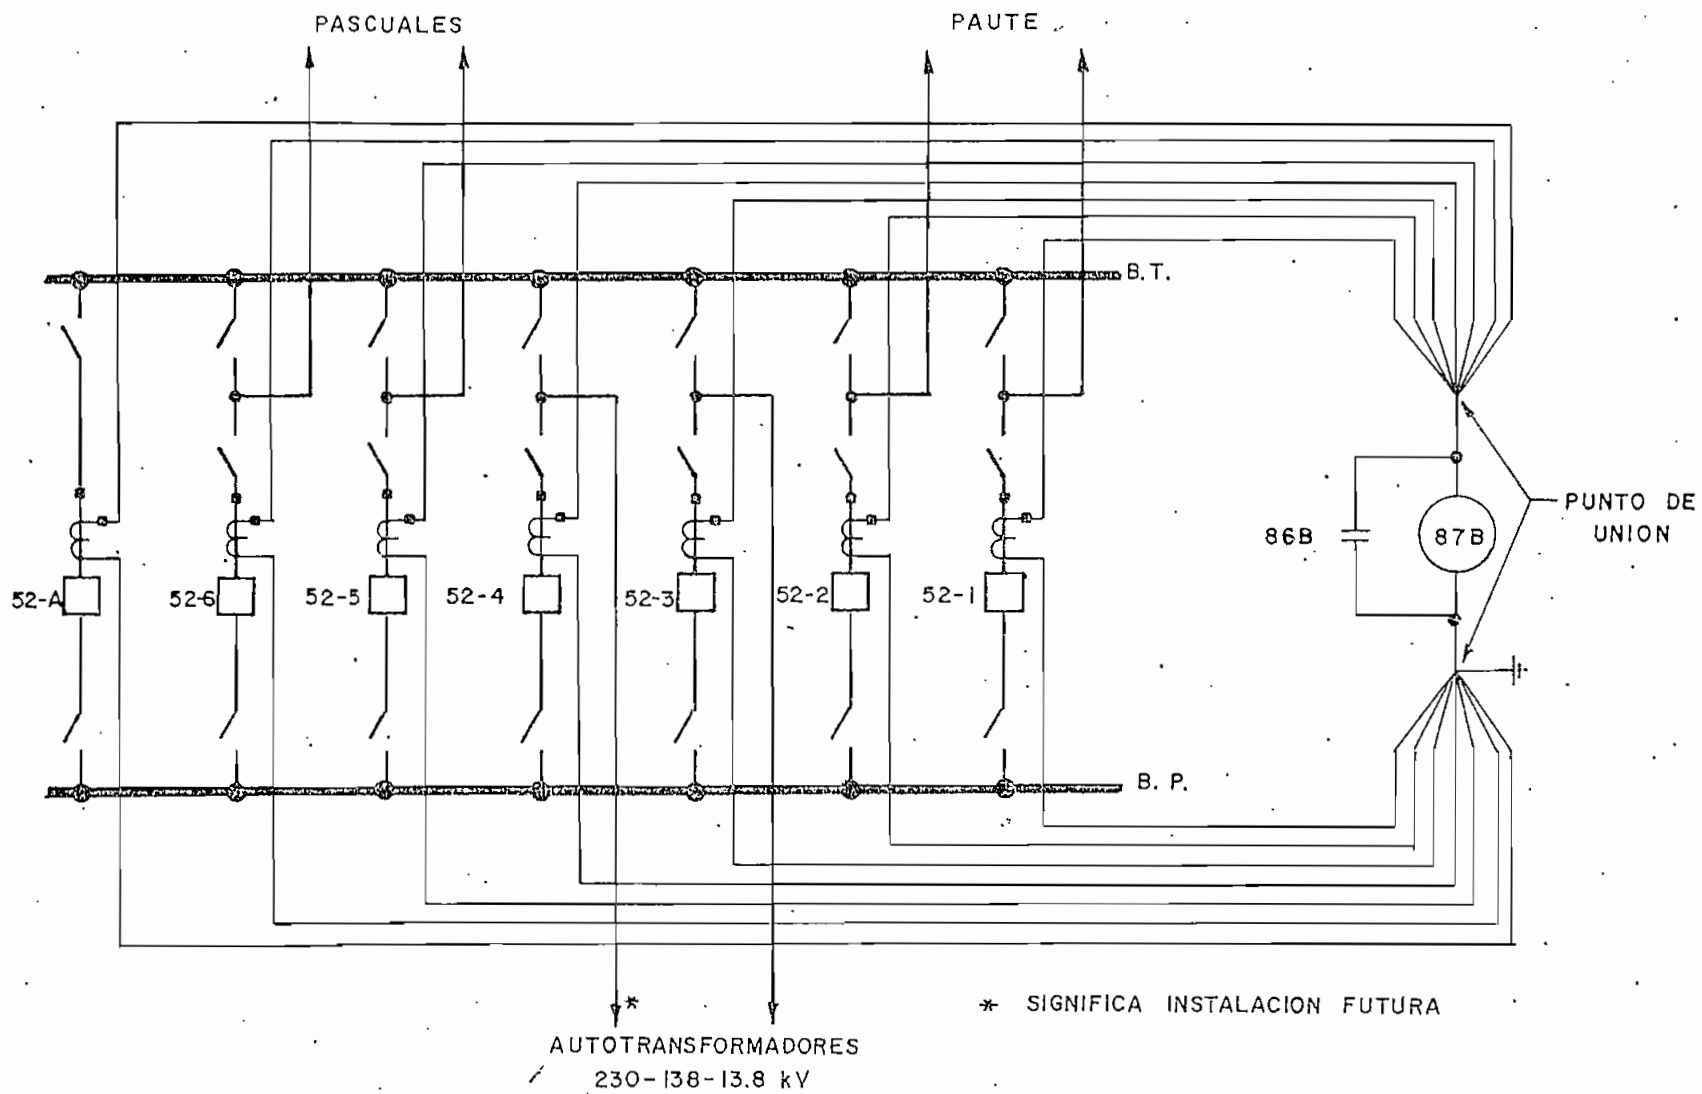 PASCUALES
PAUTE
B.T.
PUNTO DE
UNION
86B
87B
52-A
52-6
52-5
52-4
52-3
52-2
52-1
B. P.
*
* SIGNIFICA INSTALACION FUTURA
AUTOTRANSFORMADORES
230-138-13.8 kV